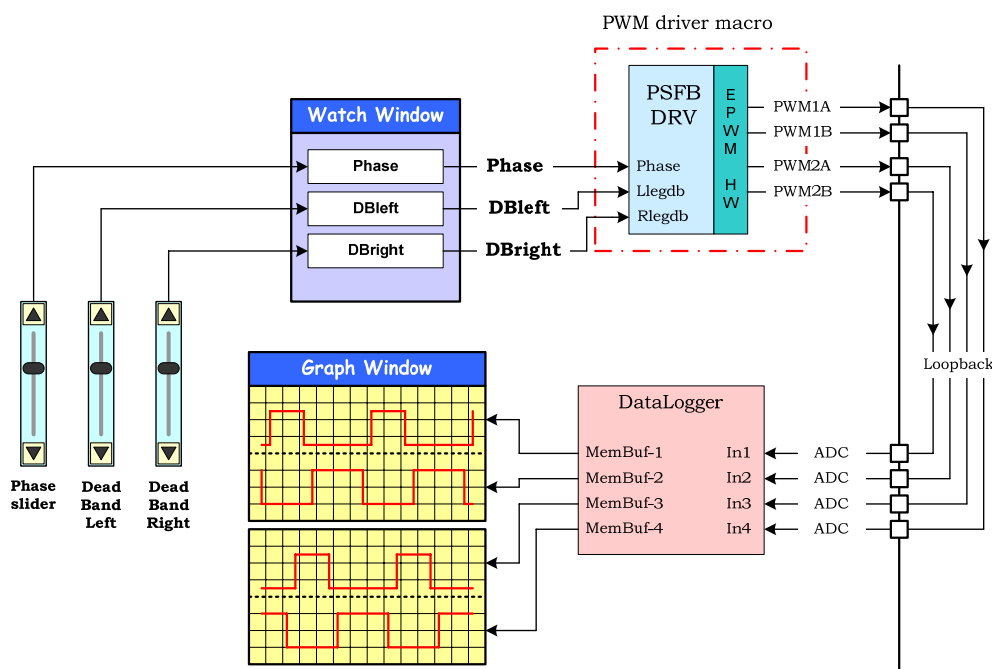 PWM driver macro
Watch Window
Phase
DBleft
DBright
Phase
DBleft
DBright
PSFB
DRV
Phase
Llegdb
Rlegdb
E
P
W
M
H
W
PWM1A
PWM1B
PWM2A
PWM2B
Loopback
Phase
slider
Dead
Band
Left
Dead
Band
Right
Graph Window
DataLogger
MemBuf-1
MemBuf-2
MemBuf-3
MemBuf-4
In1
In2
In3
In4
ADC
ADC
ADC
ADC